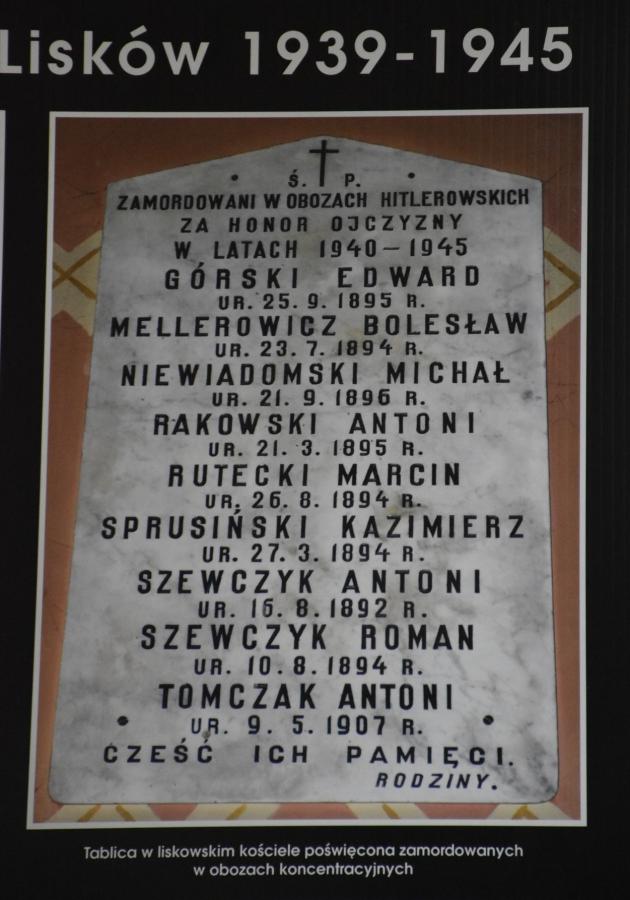 Lisków 1939-1945
Ś. P.
ZAMORDOWANI W OBOZACH HITLEROWSKICH
ZA HONOR OJCZYZNY
W LATACH 1940-1945
GÓRSKI EDWARD
UR. 25. 9. 1895 R.
MELLEROWICZ BOLESŁAW
UR. 23. 7. 1894 R.
NIEWIADOMSKI MICHAŁ
UR. 21. 9. 1896 R.
RAKOWSKI ANTONI
UR. 21. 3. 1895 R.
RUTECKI MARCIN
UR. 26. 8. 1894 R.
SPRUSIŃSKI KAZIMIERZ
UR. 27. 3. 1894 R.
SZEWCZYK ANTONI
UR. 16. 8. 1892 R.
SZEWCZYK ROMAN
UR. 10. 8. 1894 R.
TOMCZAK ANTONI
UR. 9. 5. 1907 R.
CZEŚĆ ICH PAMIĘCI.
RODZINY.
Tablica w liskowskim kościele poświęcona zamordowanych
w obozach koncentracyjnych